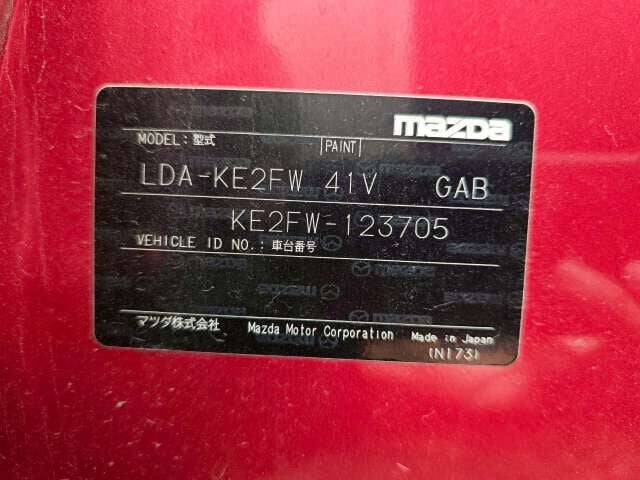 mazda
MODEL: 型式 PAINT
LDA-KE2FW 41V GAB
KE2FW-123705
VEHICLE ID NO.: 車台番号
マツダ株式会社 Mazda Motor Corporation Made in Japan
(N173)